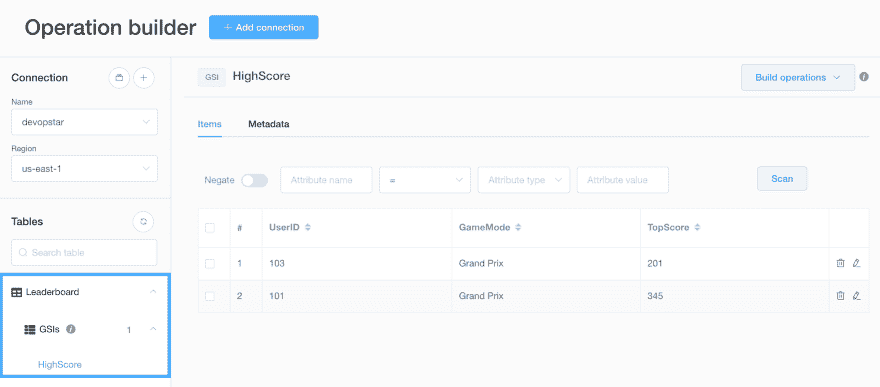 Operation builder
+ Add connection
Connection
Name
devopstar
Region
us-east-1
Tables
Search table
Leaderboard
GSIs i 1
HighScore
GSI HighScore
Build operations i
Items Metadata
Negate Attribute name = Attribute type Attribute value Scan
# UserID GameMode TopScore
1 103 Grand Prix 201
2 101 Grand Prix 345